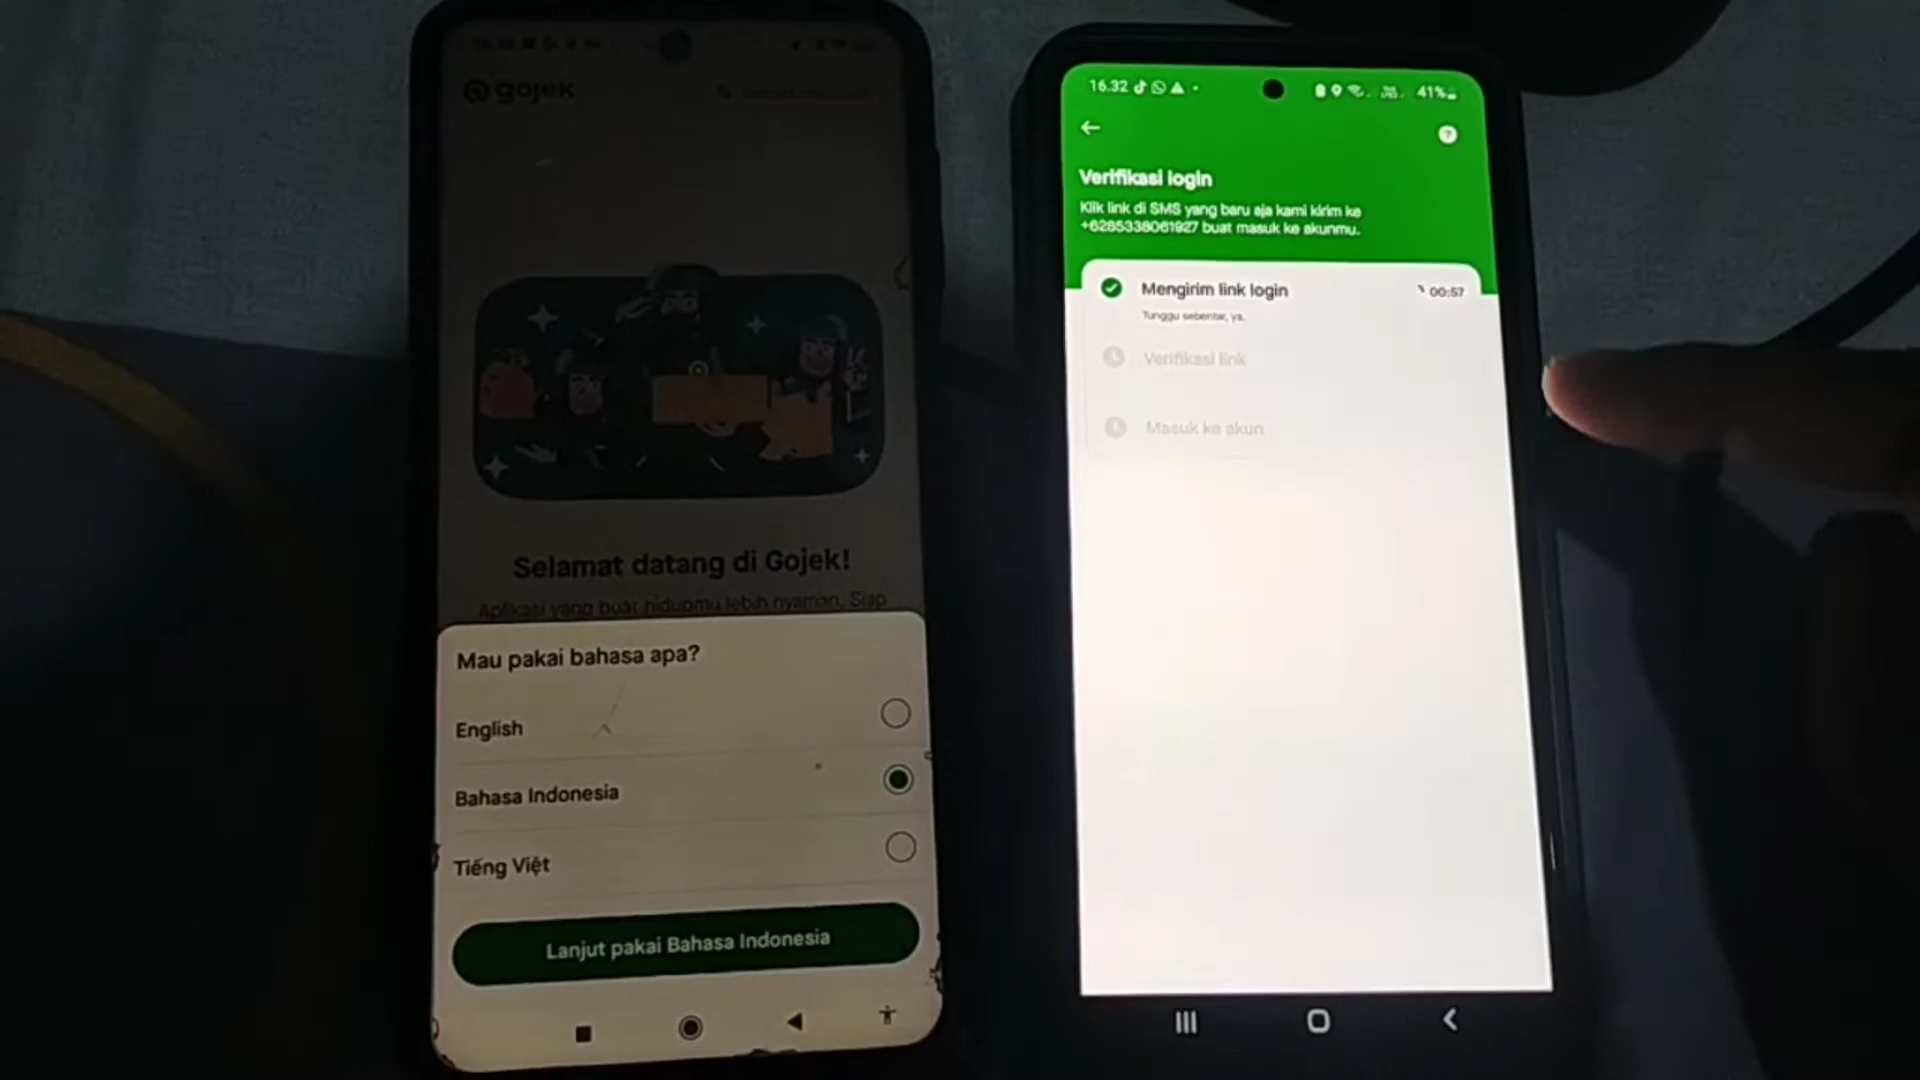 gojek
Selamat datang di Gojek!
Aplikasi yang buat hidupmu lebih nyaman. Siap
Mau pakai bahasa apa?
English
Bahasa Indonesia
Tiếng Việt
Lanjut pakai Bahasa Indonesia
16.32
41%
Verifikasi login
Klik link di SMS yang baru aja kami kirim ke
+6285338061927 buat masuk ke akunmu.
Mengirim link login
00:57
Tunggu sebentar, ya.
Verifikasi link
Masuk ke akun